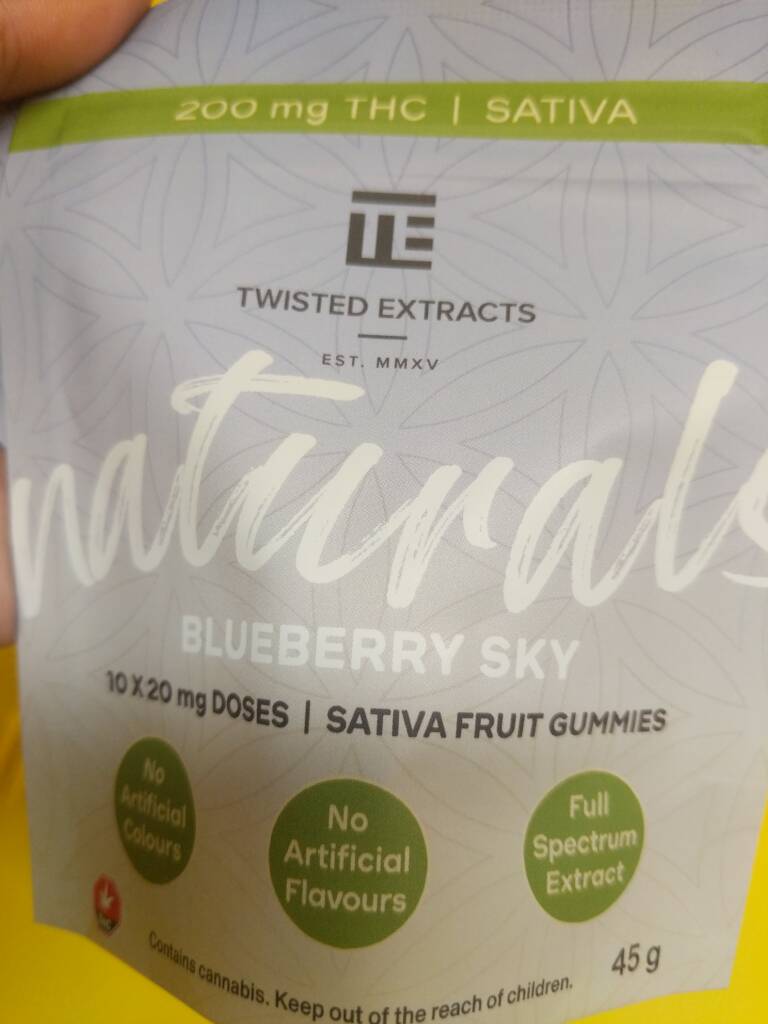 200 mg THC | SATIVA
TE
TWISTED EXTRACTS
EST. MMXV
naturals
BLUEBERRY SKY
10 X 20 mg DOSES | SATIVA FRUIT GUMMIES
No
Artificial
Colours
No
Artificial
Flavours
Full
Spectrum
Extract
THC
Contains cannabis. Keep out of the reach of children.
45 g